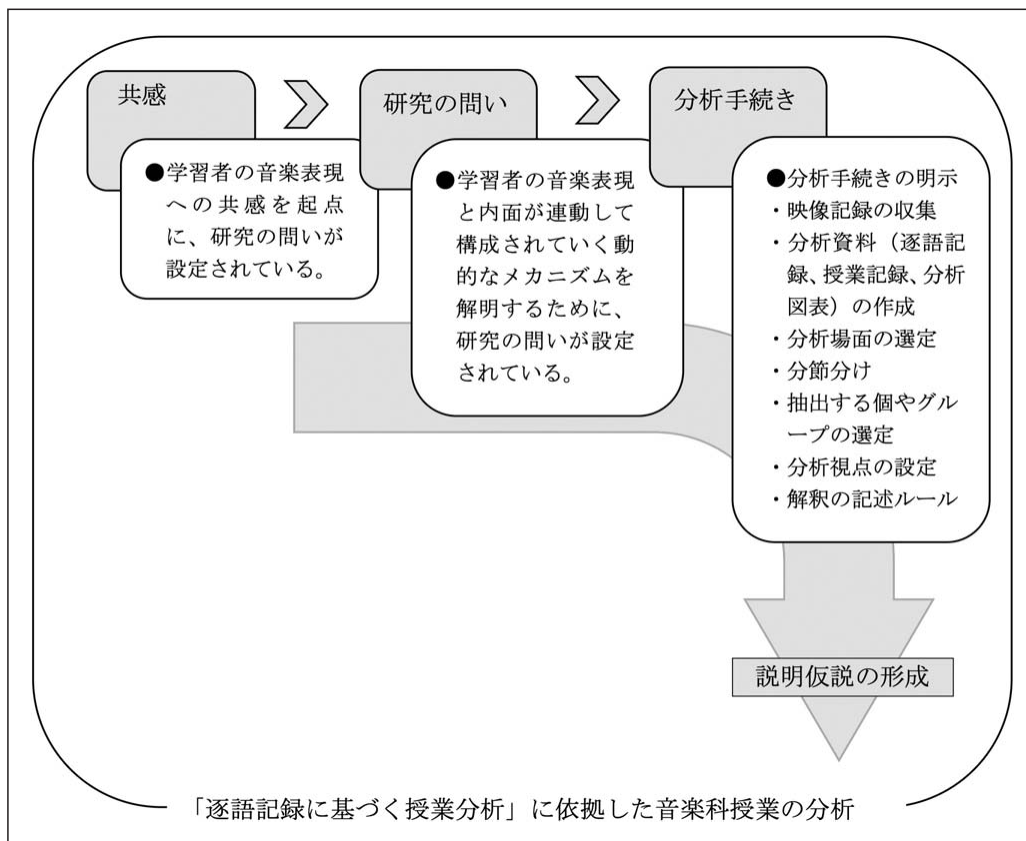 共感
●学習者の音楽表現
への共感を起点
に、研究の問いが
設定されている。
研究の問い
●学習者の音楽表現
と内面が連動して
構成されていく動
的なメカニズムを
解明するために、
研究の問いが設定
されている。
分析手続き
●分析手続きの明示
・映像記録の収集
・分析資料（逐語記
録、授業記録、分析
図表）の作成
・分析場面の選定
・分節分け
・抽出する個やグル
ープの選定
・分析視点の設定
・解釈の記述ルール
説明仮説の形成
「逐語記録に基づく授業分析」に依拠した音楽科授業の分析